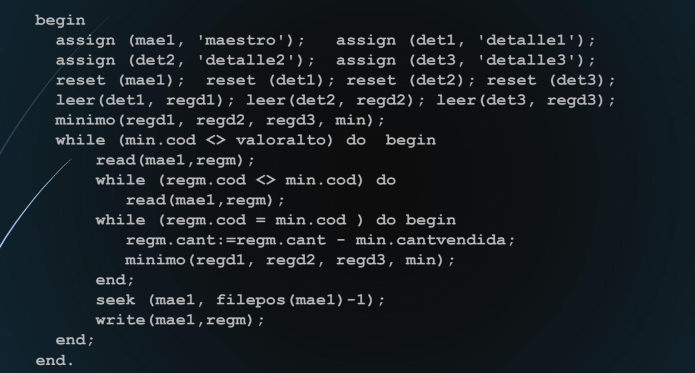 begin
assign (mae1, 'maestro'); assign (det1, 'detalle1');
assign (det2, 'detalle2'); assign (det3, 'detalle3');
reset (mae1); reset (det1); reset (det2); reset (det3);
leer(det1, regd1); leer(det2, regd2); leer(det3, regd3);
minimo(regd1, regd2, regd3, min);
while (min.cod <> valoralto) do begin
read(mae1,regm);
while (regm.cod <> min.cod) do
read(mae1,regm);
while (regm.cod = min.cod ) do begin
regm.cant:=regm.cant - min.cantvendida;
minimo(regd1, regd2, regd3, min);
end;
seek (mae1, filepos(mae1)-1);
write(mae1,regm);
end;
end.